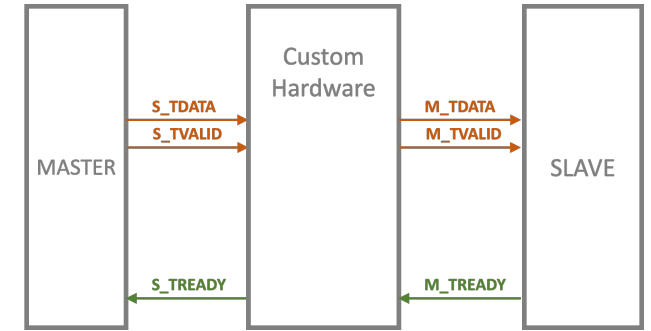 Custom
Hardware
S_TDATA
M_TDATA
S_TVALID
M_TVALID
MASTER
SLAVE
S_TREADY
M_TREADY